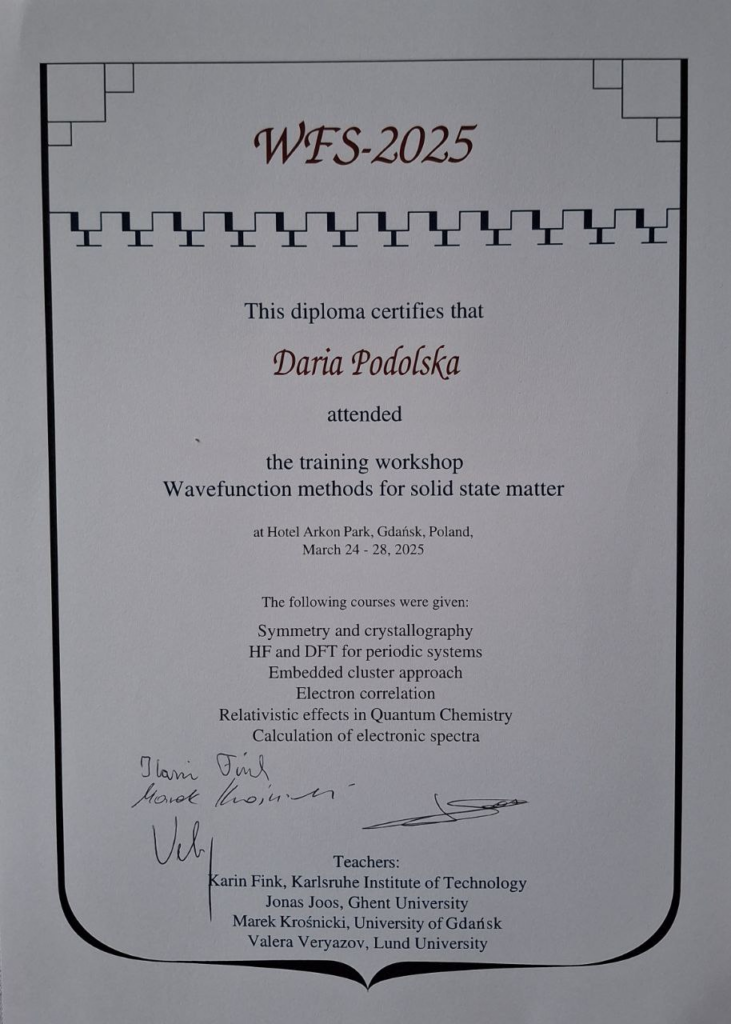 WFS-2025
This diploma certifies that
Daria Podolska
attended
the training workshop
Wavefunction methods for solid state matter
at Hotel Arkon Park, Gdańsk, Poland,
March 24 - 28, 2025
The following courses were given:
Symmetry and crystallography
HF and DFT for periodic systems
Embedded cluster approach
Electron correlation
Relativistic effects in Quantum Chemistry
Calculation of electronic spectra
Fink
Marek
Teachers:
Karin Fink, Karlsruhe Institute of Technology
Jonas Joos, Ghent University
Marek Krośnicki, University of Gdańsk
Valera Veryazov, Lund University